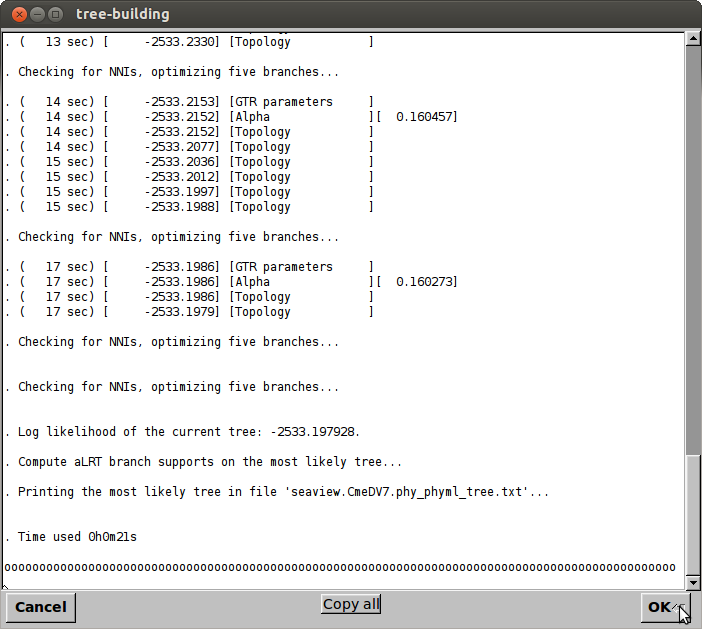 tree-building
. (   13 sec) [     -2533.2330] [Topology           ]
. Checking for NNIs, optimizing five branches...
. (   14 sec) [     -2533.2153] [GTR parameters     ]
. (   14 sec) [     -2533.2152] [Alpha              ][  0.160457]
. (   14 sec) [     -2533.2152] [Topology           ]
. (   14 sec) [     -2533.2077] [Topology           ]
. (   15 sec) [     -2533.2036] [Topology           ]
. (   15 sec) [     -2533.2012] [Topology           ]
. (   15 sec) [     -2533.1997] [Topology           ]
. (   15 sec) [     -2533.1988] [Topology           ]
. Checking for NNIs, optimizing five branches...
. (   17 sec) [     -2533.1986] [GTR parameters     ]
. (   17 sec) [     -2533.1986] [Alpha              ][  0.160273]
. (   17 sec) [     -2533.1986] [Topology           ]
. (   17 sec) [     -2533.1979] [Topology           ]
. Checking for NNIs, optimizing five branches...
. Checking for NNIs, optimizing five branches...
. Log likelihood of the current tree: -2533.197928.
. Compute aLRT branch supports on the most likely tree...
. Printing the most likely tree in file 'seaview.CmeDV7.phy_phyml_tree.txt'...
. Time used 0h0m21s
oooooooooooooooooooooooooooooooooooooooooooooooooooooooooooooooooooooooooooooooooooooooooooooooo
Cancel
Copy all
OK